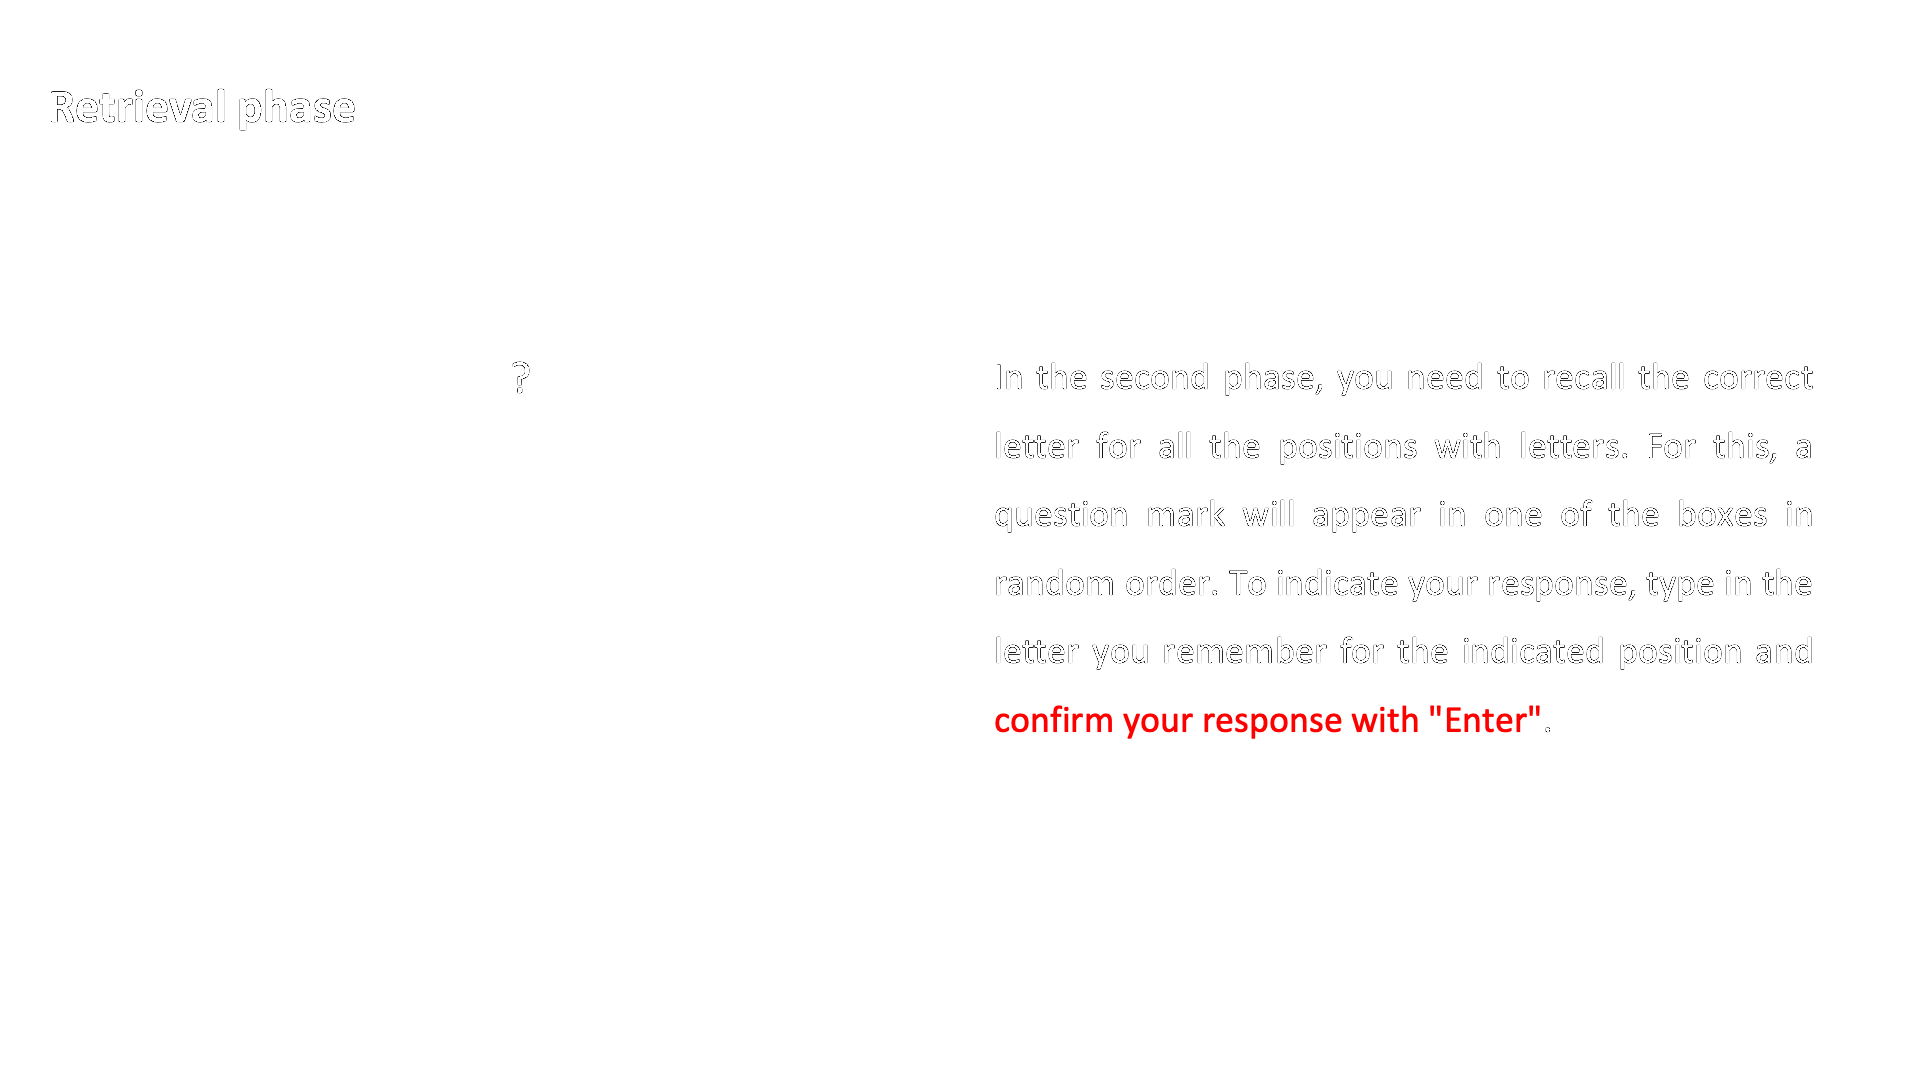 Retrieval phase
?
In the second phase, you need to recall the correct
letter for all the positions with letters. For this, a
question mark will appear in one of the boxes in
random order. To indicate your response, type in the
letter you remember for the indicated position and
confirm your response with "Enter".